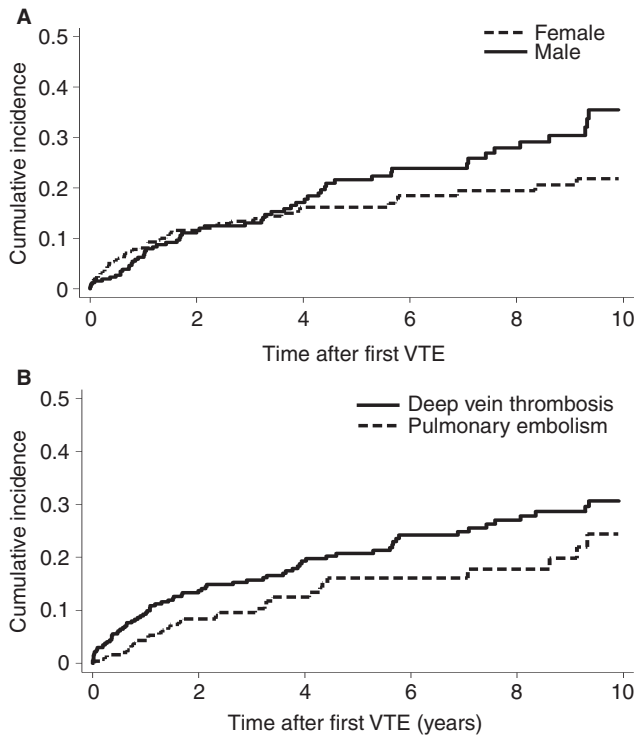 A
0.5
Female
Male
0.4
0.3
0.2
0.1
0
Cumulative incidence
0 2 4 6 8 10
Time after first VTE
B
0.5
Deep vein thrombosis
Pulmonary embolism
0.4
0.3
0.2
0.1
0
Cumulative incidence
0 2 4 6 8 10
Time after first VTE (years)